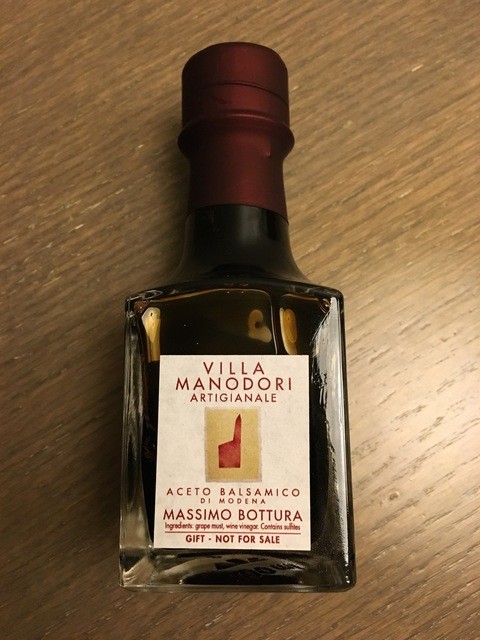 VILLA
MANODORI
ARTIGIANALE
ACETO BALSAMICO
DI MODENA
MASSIMO BOTTURA
Ingredients: grape must, wine vinegar. Contains sulfites
GIFT - NOT FOR SALE